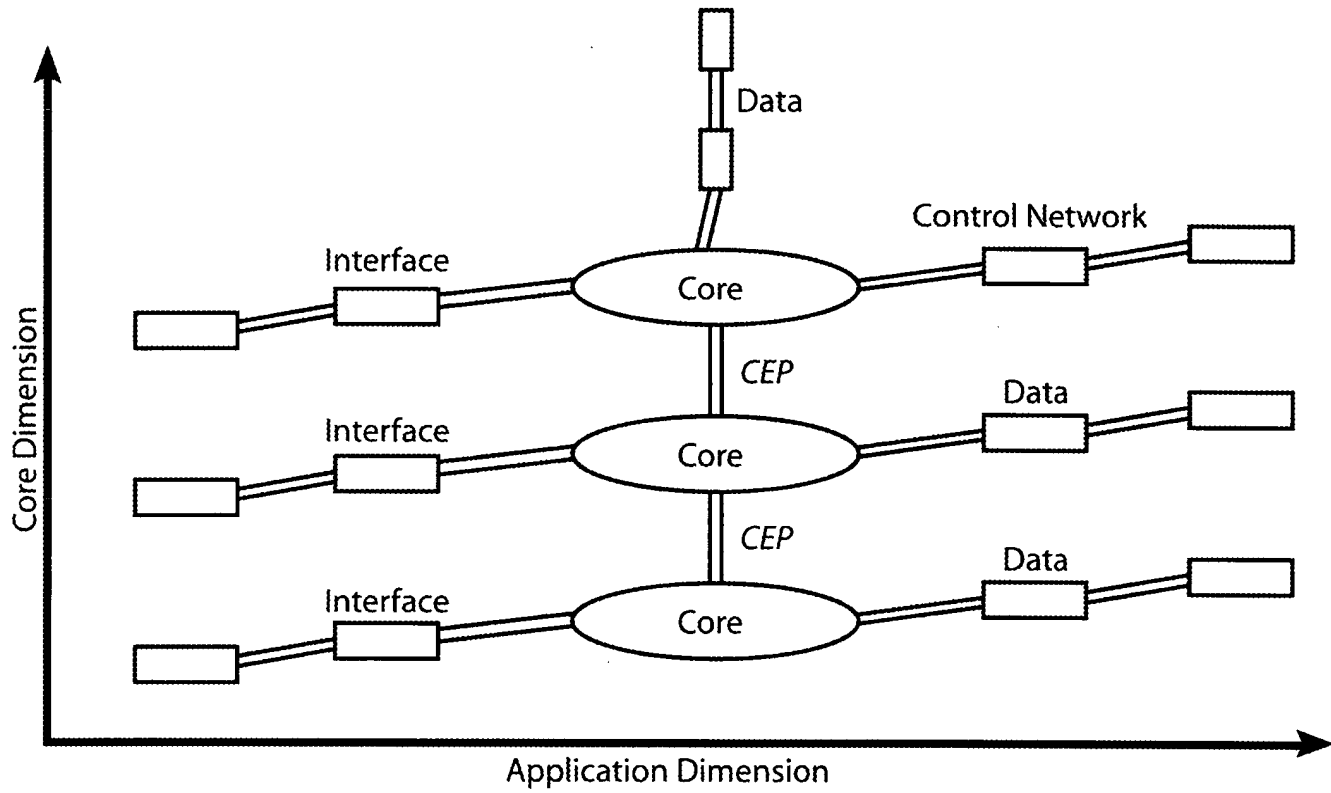 Data
Control Network
Interface
Core
CEP
Data
Interface
Core
CEP
Data
Interface
Core
Core Dimension
Application Dimension